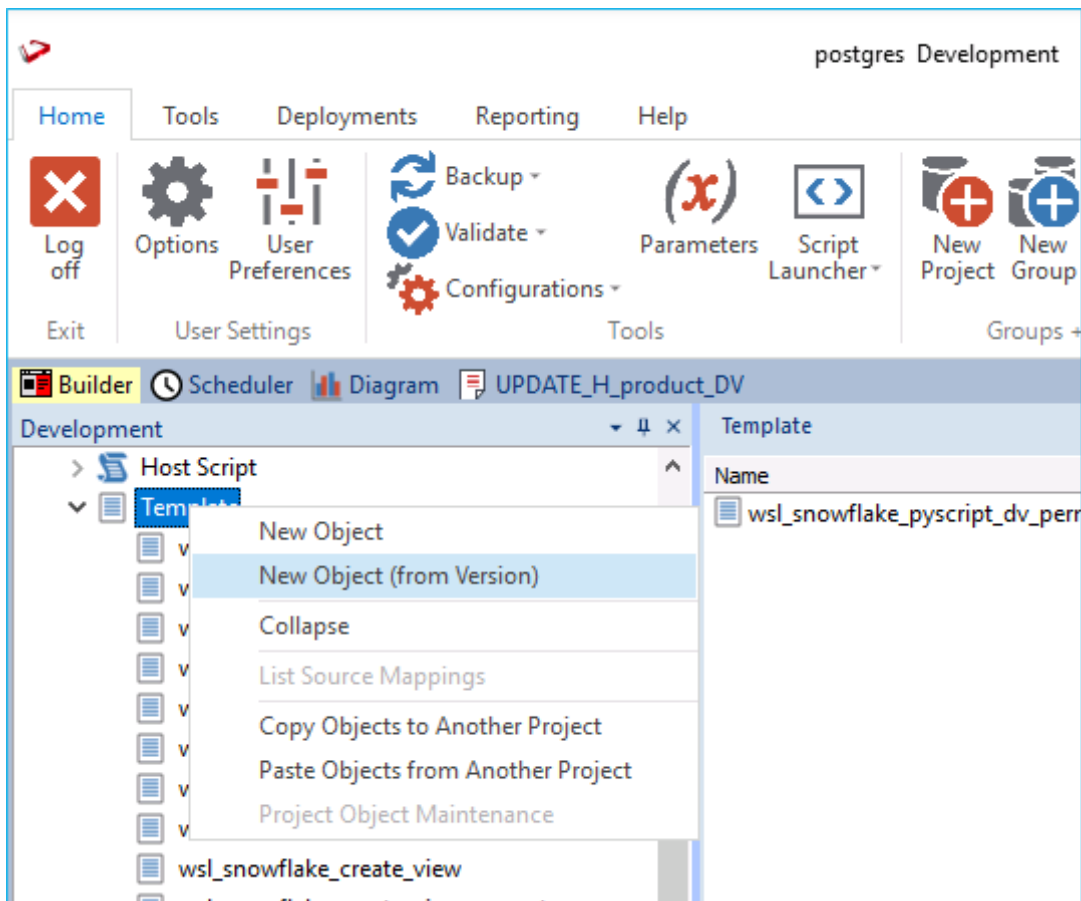 postgres Development
Home Tools Deployments Reporting Help
Backup
Validate
Configurations
Log off
Options
User Preferences
Parameters
Script Launcher
New Project
New Group
Exit User Settings Tools Groups +
Builder Scheduler Diagram UPDATE_H_product_DV
Development
Template
Host Script
Name
wsl_snowflake_pyscript_dv_perr
New Object
New Object (from Version)
Collapse
List Source Mappings
Copy Objects to Another Project
Paste Objects from Another Project
Project Object Maintenance
wsl_snowflake_create_view